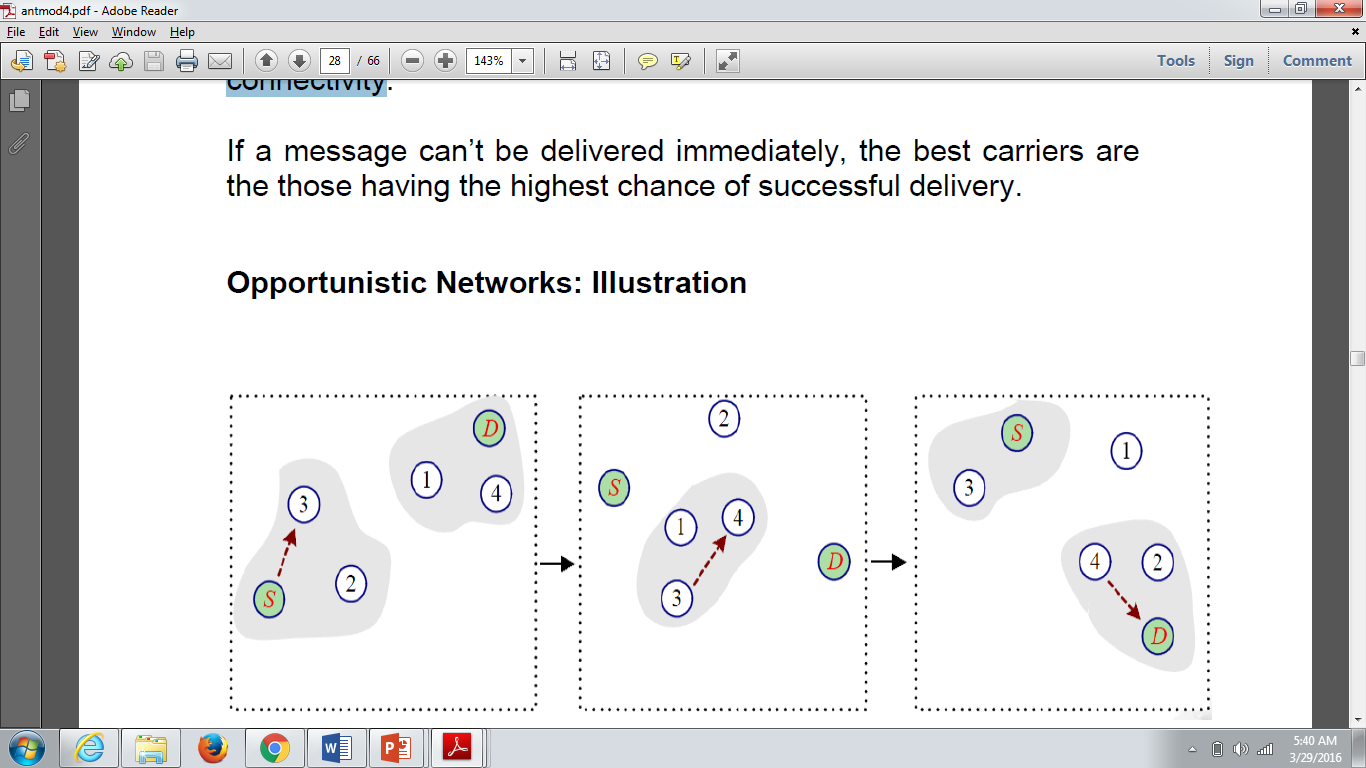 antmod4.pdf - Adobe Reader
File Edit View Window Help
28 / 66
143%
Tools Sign Comment
connectivity.
If a message can't be delivered immediately, the best carriers are
the those having the highest chance of successful delivery.
Opportunistic Networks: Illustration
3
S
2
D
1
4
2
S
1
4
3
D
S
3
1
4
2
D
5:40 AM
3/29/2016